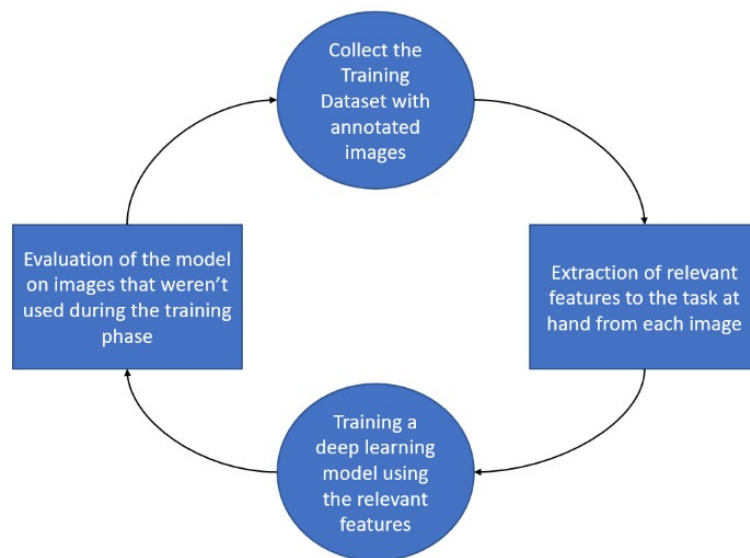 Collect the
Training
Dataset with
annotated
images
Extraction of relevant
features to the task at
hand from each image
Training a
deep learning
model using
the relevant
features
Evaluation of the model
on images that weren't
used during the training
phase